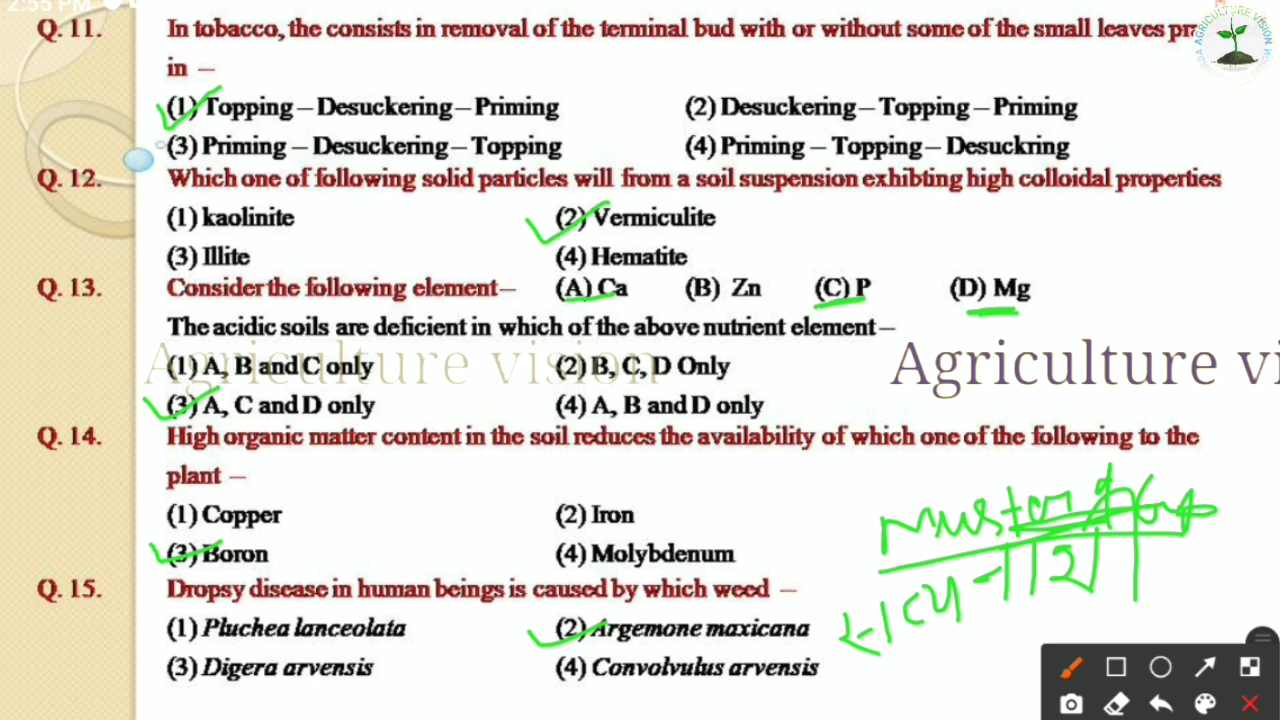 2:55 PM
Q. 11. In tobacco, the consists in removal of the terminal bud with or without some of the small leaves
in –
(1) Topping – Desuckering – Priming (2) Desuckering – Topping – Priming
(3) Priming – Desuckering – Topping (4) Priming – Topping – Desuckring
Q. 12. Which one of following solid particles will from a soil suspension exhibting high colloidal properties
(1) kaolinite (2) Vermiculite
(3) Illite (4) Hematite
Q. 13. Consider the following element– (A) Ca (B) Zn (C) P (D) Mg
The acidic soils are deficient in which of the above nutrient element –
Agriculture vision Agriculture vi
(1) A, B and C only (2) B, C, D Only
(3) A, C and D only (4) A, B and D only
Q. 14. High organic matter content in the soil reduces the availability of which one of the following to the
plant –
(1) Copper (2) Iron
(3) Boron (4) Molybdenum
Q. 15. Dropsy disease in human beings is caused by which weed –
(1) Pluchea lanceolata (2) Argemone maxicana
(3) Digera arvensis (4) Convolvulus arvensis